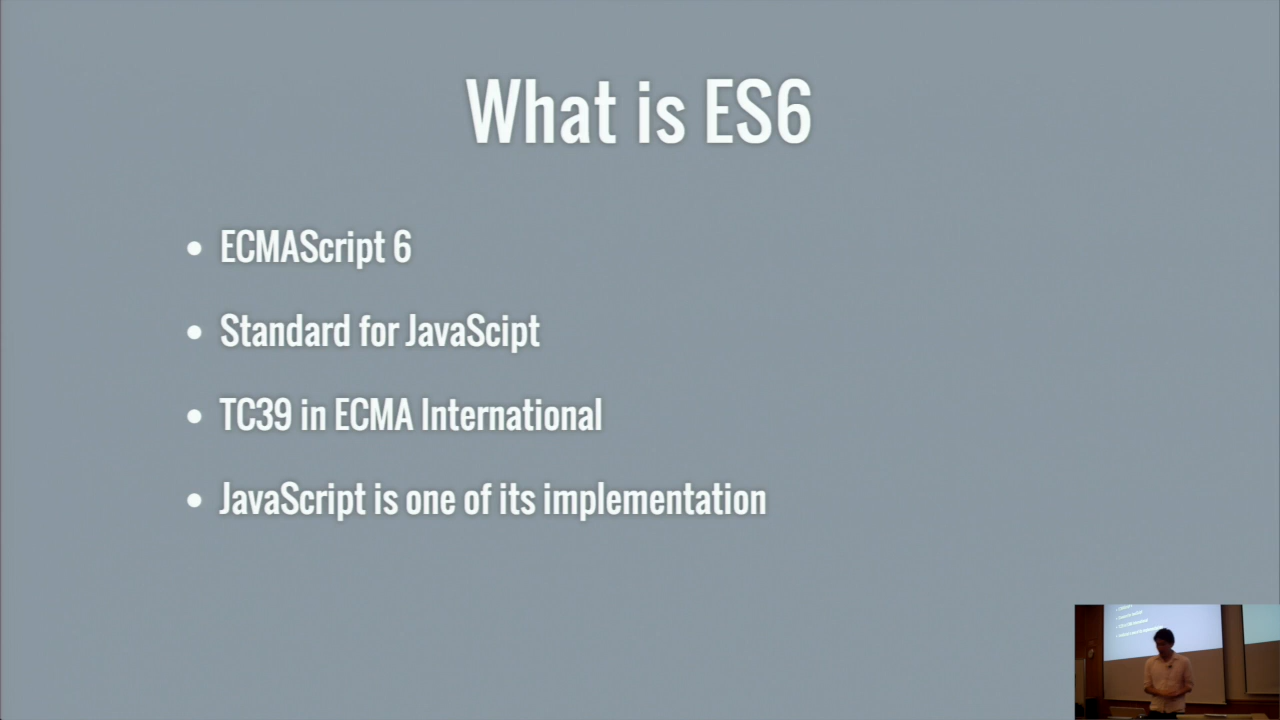 What is ES6
• ECMAScript 6
• Standard for JavaScipt
• TC39 in ECMA International
• JavaScript is one of its implementation